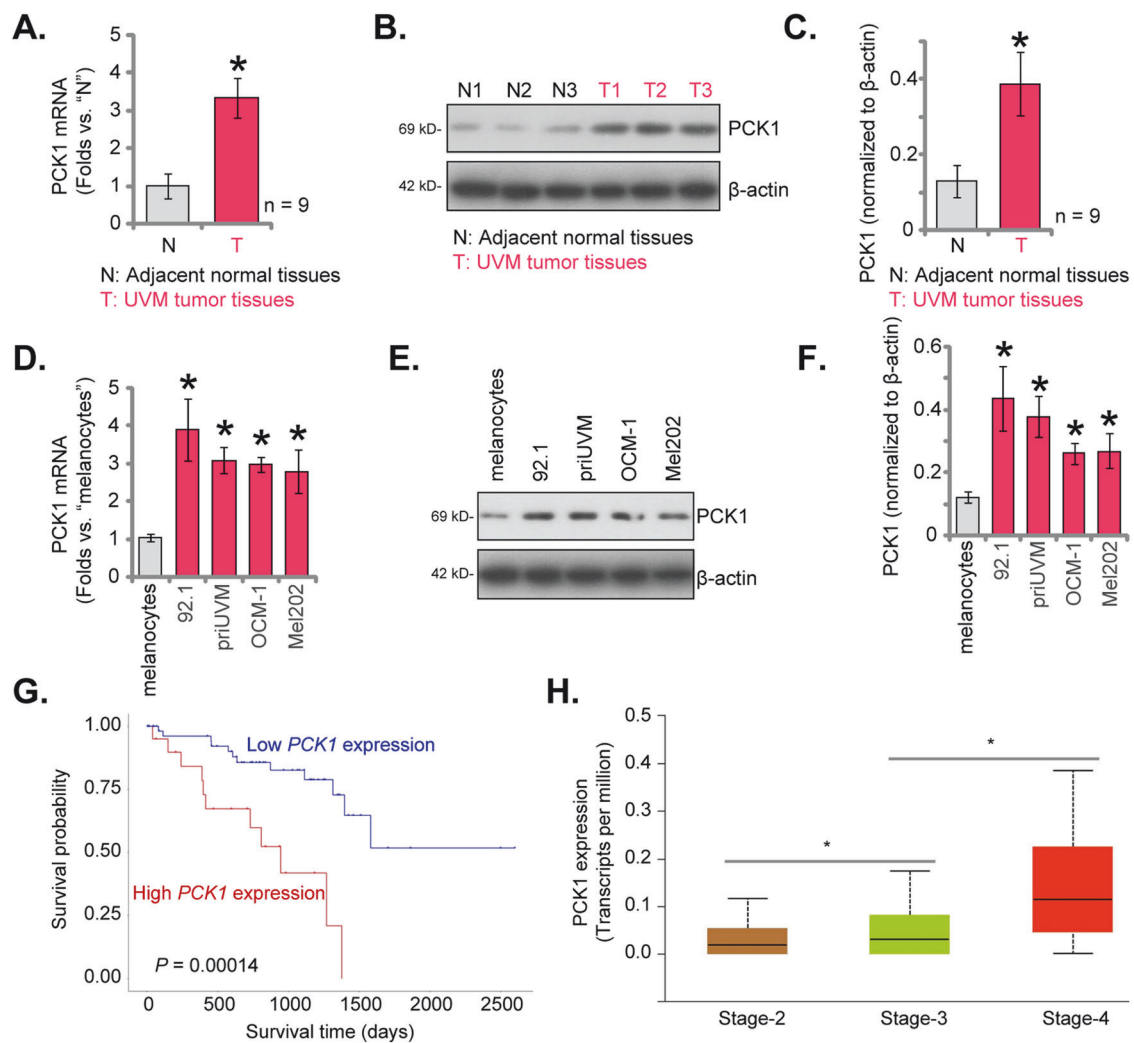 A.
PCK1 mRNA
(Folds vs. “N”)
5
4
3
2
1
0
*
n = 9
N
T
N: Adjacent normal tissues
T: UVM tumor tissues
B.
N1 N2 N3 T1 T2 T3
69 kD-
PCK1
42 kD-
β-actin
N: Adjacent normal tissues
T: UVM tumor tissues
C.
PCK1 (normalized to β-actin)
0.4
0.2
0
*
n = 9
N
T
N: Adjacent normal tissues
T: UVM tumor tissues
D.
PCK1 mRNA
(Folds vs. “melanocytes”)
5
4
3
2
1
0
* * * *
melanocytes
92.1
priUVM
OCM-1
Mel202
E.
melanocytes
92.1
priUVM
OCM-1
Mel202
69 kD-
PCK1
42 kD-
β-actin
F.
PCK1 (normalized to β-actin)
0.6
0.4
0.2
0
* * * *
melanocytes
92.1
priUVM
OCM-1
Mel202
G.
Survival probability
1.00
0.75
0.50
0.25
0.00
Low PCK1 expression
High PCK1 expression
P = 0.00014
0 500 1000 1500 2000 2500
Survival time (days)
H.
PCK1 expression
(Transcripts per million)
0.5
0.4
0.3
0.2
0.1
0.0
*
*
Stage-2 Stage-3 Stage-4